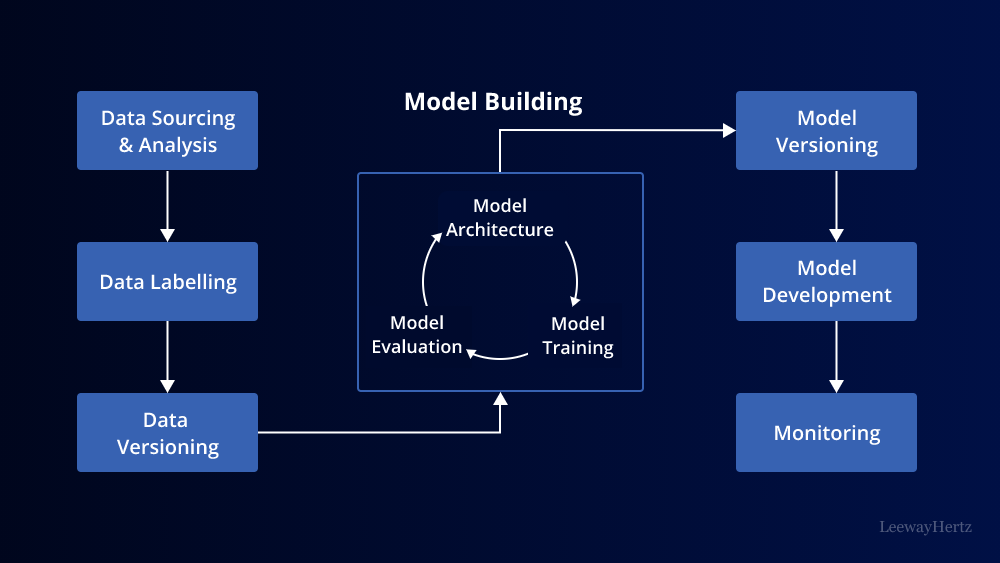 Data Sourcing
& Analysis
Data Labelling
Data
Versioning
Model Building
Model
Architecture
Model
Training
Model
Evaluation
Model
Versioning
Model
Development
Monitoring
LeewayHertz